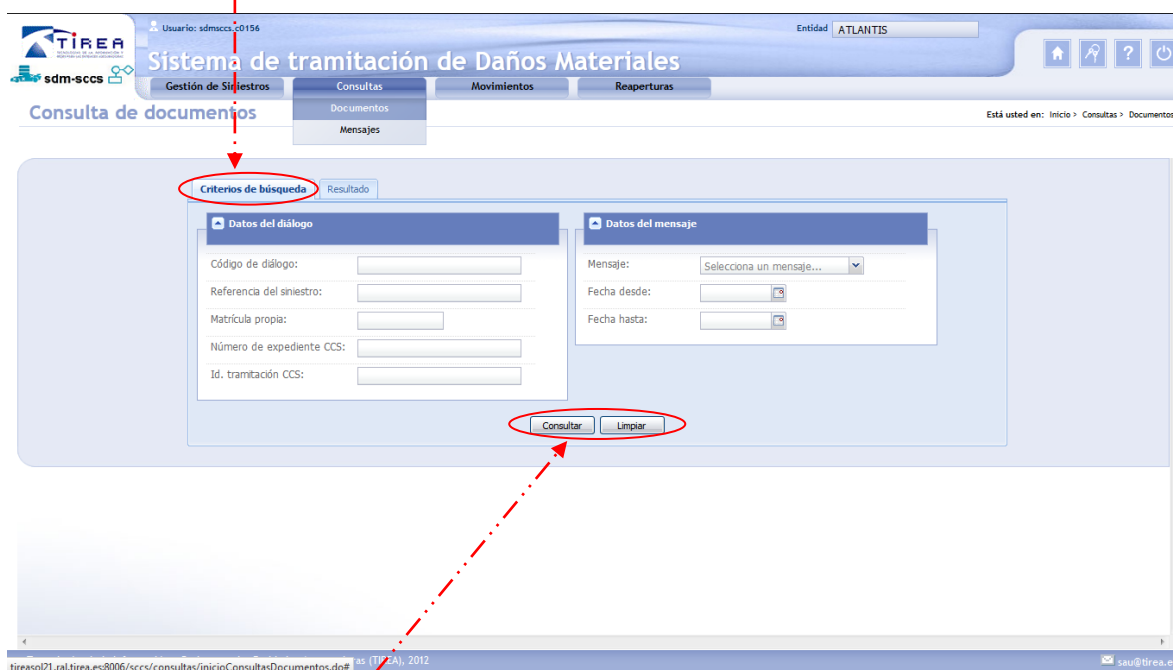 Usuario: sdmsccs.c0156
Entidad ATLANTIS
TIREA
sdm-sccs
Sistema de tramitación de Daños Materiales
Gestión de Siniestros Consultas Movimientos Reaperturas
Consulta de documentos
Documentos
Mensajes
Está usted en: Inicio > Consultas > Documentos
Criterios de búsqueda Resultado
Datos del diálogo
Código de diálogo:
Referencia del siniestro:
Matrícula propia:
Número de expediente CCS:
Id. tramitación CCS:
Datos del mensaje
Mensaje: Selecciona un mensaje...
Fecha desde:
Fecha hasta:
Consultar Limpiar
tireasol21.ral.tirea.es:8006/sccs/consultas/inicioConsultasDocumentos.do#
ras (TIREA), 2012
sau@tirea.e